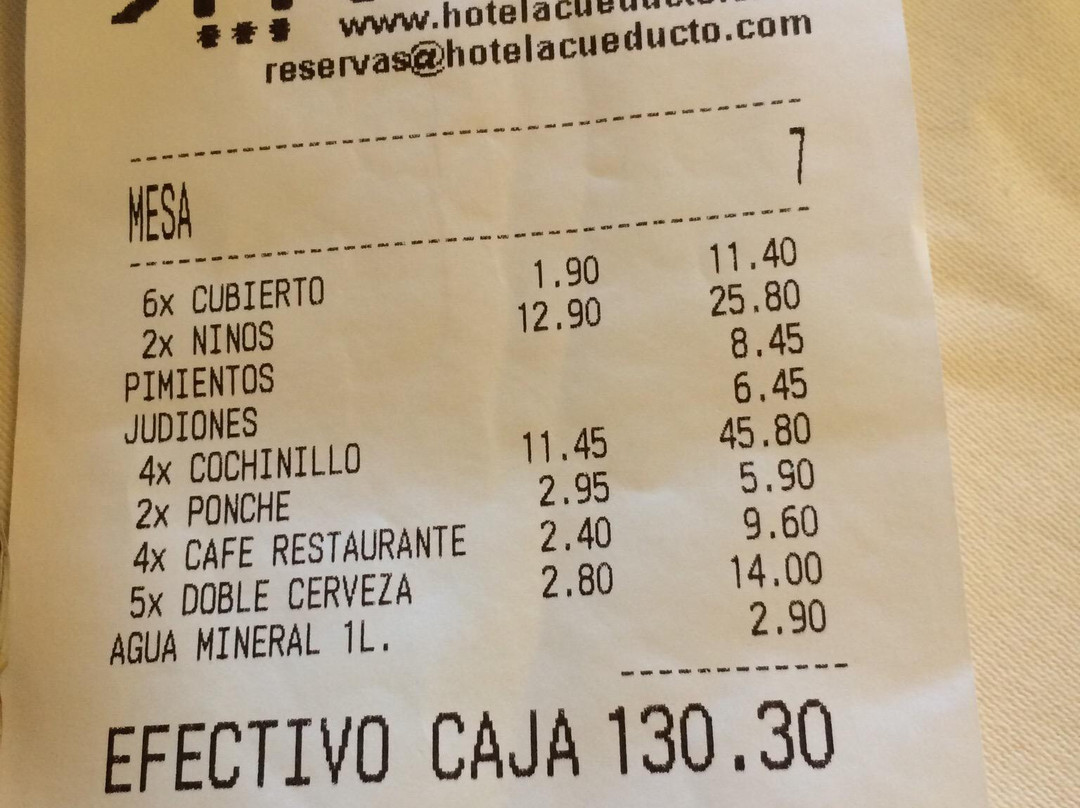 ***
reservas@hotelacueducto.com
MESA 7
6x CUBIERTO 1.90 11.40
2x NINOS 12.90 25.80
PIMIENTOS 8.45
JUDIONES 6.45
4x COCHINILLO 11.45 45.80
2x PONCHE 2.95 5.90
4x CAFE RESTAURANTE 2.40 9.60
5x DOBLE CERVEZA 2.80 14.00
AGUA MINERAL 1L. 2.90
EFECTIVO CAJA 130.30